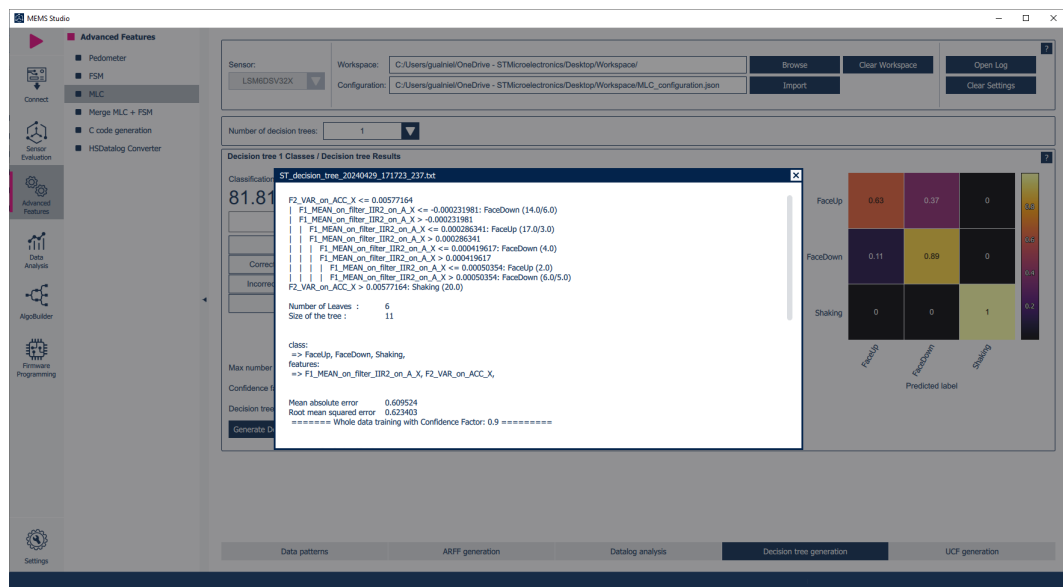 MEMS Studio
Connect
Sensor
Evaluation
Advanced
Features
Data
Analysis
AlgoBuilder
Firmware
Programming
Settings
Advanced Features
Pedometer
FSM
MLC
Merge MLC + FSM
C code generation
HSDatalog Converter
Sensor:
LSM6DSV32X
Workspace:
C:/Users/gualniel/OneDrive - STMicroelectronics/Desktop/Workspace/
Browse
Clear Workspace
Open Log
Configuration:
C:/Users/gualniel/OneDrive - STMicroelectronics/Desktop/Workspace/MLC_configuration.json
Import
Clear Settings
?
Number of decision trees:
1
Decision tree 1 Classes / Decision tree Results
?
Classification
81.81
Correc
Incorrec
Max number
Confidence f
Decision tree
Generate D
ST_decision_tree_20240429_171723_237.txt
F2_VAR_on_ACC_X <= 0.00577164
| F1_MEAN_on_filter_IIR2_on_A_X <= -0.000231981: FaceDown (14.0/6.0)
| F1_MEAN_on_filter_IIR2_on_A_X > -0.000231981
| | F1_MEAN_on_filter_IIR2_on_A_X <= 0.000286341: FaceUp (17.0/3.0)
| | F1_MEAN_on_filter_IIR2_on_A_X > 0.000286341
| | | F1_MEAN_on_filter_IIR2_on_A_X <= 0.000419617: FaceDown (4.0)
| | | F1_MEAN_on_filter_IIR2_on_A_X > 0.000419617
| | | | F1_MEAN_on_filter_IIR2_on_A_X <= 0.00050354: FaceUp (2.0)
| | | | F1_MEAN_on_filter_IIR2_on_A_X > 0.00050354: FaceDown (6.0/5.0)
F2_VAR_on_ACC_X > 0.00577164: Shaking (20.0)
Number of Leaves : 6
Size of the tree : 11
class:
=> FaceUp, FaceDown, Shaking,
features:
=> F1_MEAN_on_filter_IIR2_on_A_X, F2_VAR_on_ACC_X,
Mean absolute error 0.609524
Root mean squared error 0.623403
======= Whole data training with Confidence Factor: 0.9 =========
FaceUp 0.63 0.37 0
FaceDown 0.11 0.89 0
Shaking 0 0 1
FaceUp
FaceDown
Shaking
Predicted label
0.8
0.6
0.4
0.2
Data patterns
ARFF generation
Datalog analysis
Decision tree generation
UCF generation